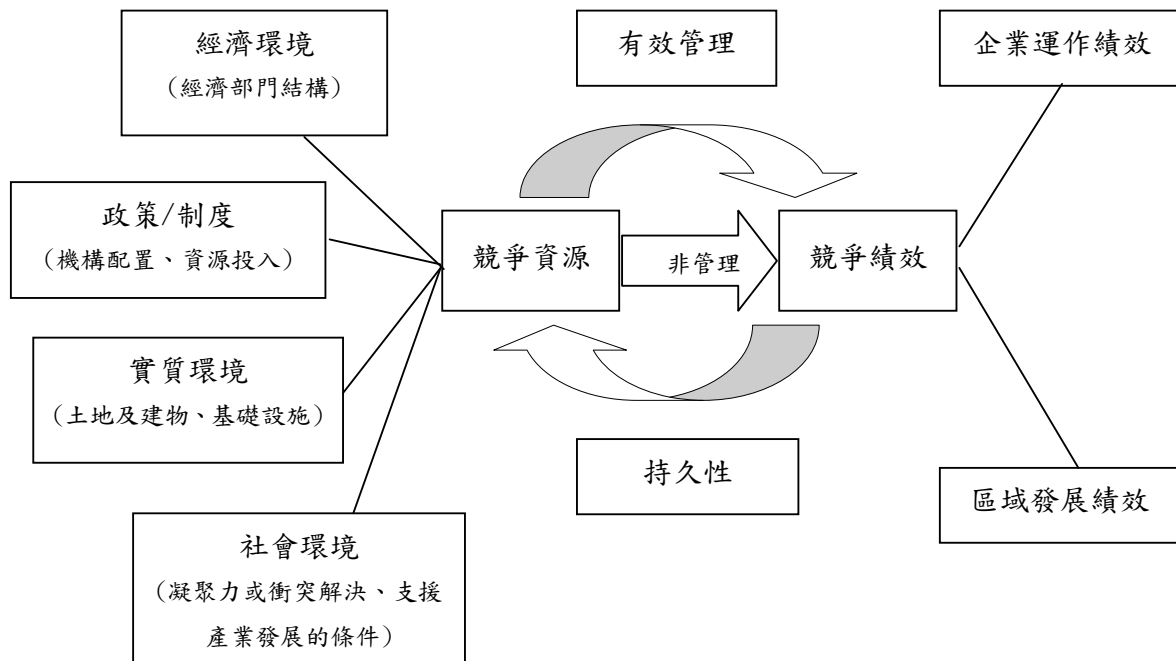 經濟環境
（經濟部門結構）
有效管理
企業運作績效
政策/制度
（機構配置、資源投入）
競爭資源
非管理
競爭績效
實質環境
（土地及建物、基礎設施）
持久性
區域發展績效
社會環境
（凝聚力或衝突解決、支援
產業發展的條件）